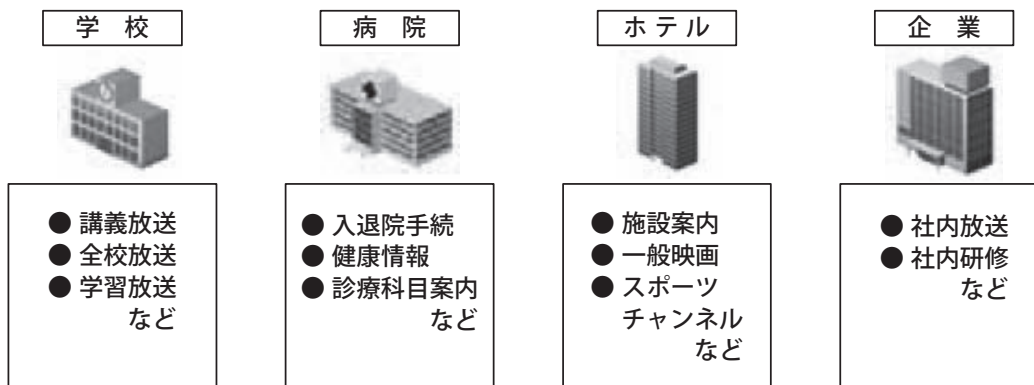 学 校
● 講義放送
● 全校放送
● 学習放送
など
病 院
● 入退院手続
● 健康情報
● 診療科目案内
など
ホ テ ル
● 施設案内
● 一般映画
● スポーツ
チャンネル
など
企 業
● 社内放送
● 社内研修
など